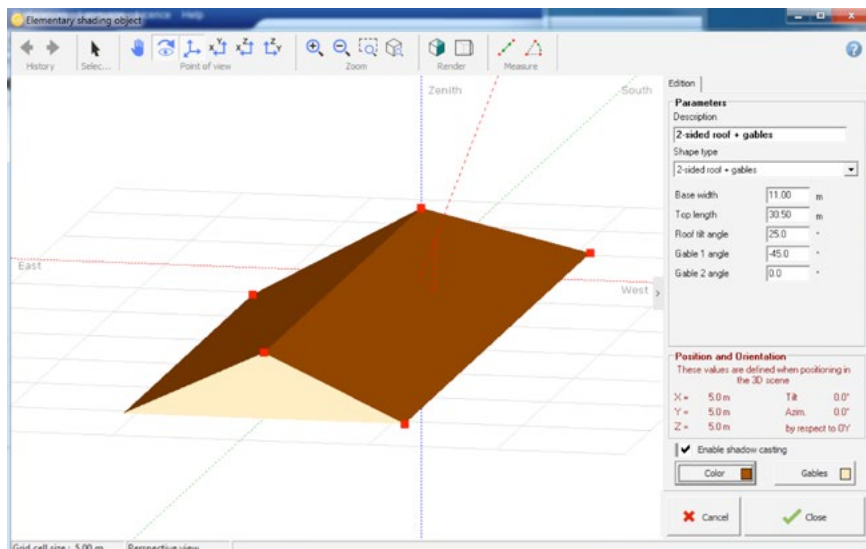 Elementary shading object
Help
History
Selec...
Point of view
Zoom
Render
Measure
Zenith
South
East
West
Edition
Parameters
Description
2-sided roof + gables
Shape type
2-sided roof + gables
Base width 11.00 m
Top length 30.50 m
Roof tilt angle 25.0 °
Gable 1 angle -45.0 °
Gable 2 angle 0.0 °
Position and Orientation
These values are defined when positioning in
the 3D scene
X = 5.0 m Tilt 0.0°
Y = 5.0 m Azim. 0.0°
Z = 5.0 m by respect to O'Y
Enable shadow casting
Color
Gables
Cancel
Close
Grid cell size : 5.00 m
Perspective view